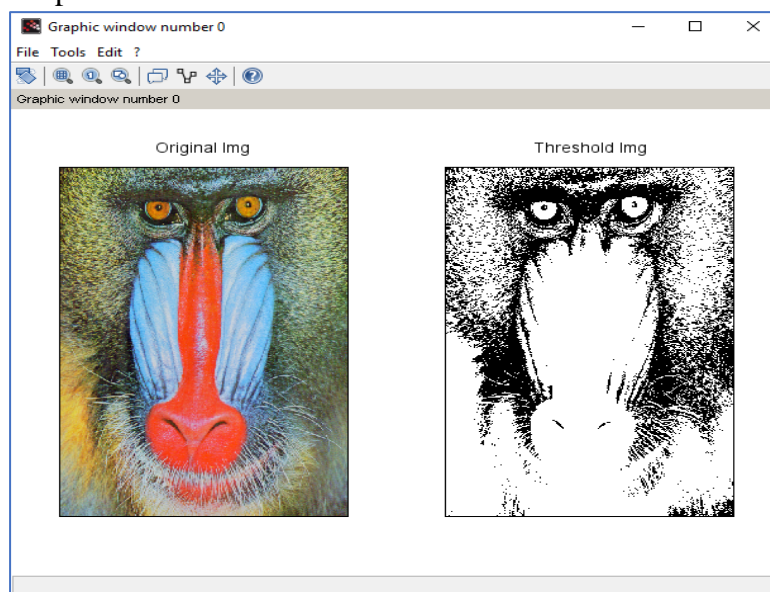 Graphic window number 0
File Tools Edit ?
Graphic window number 0
Original Img
Threshold Img